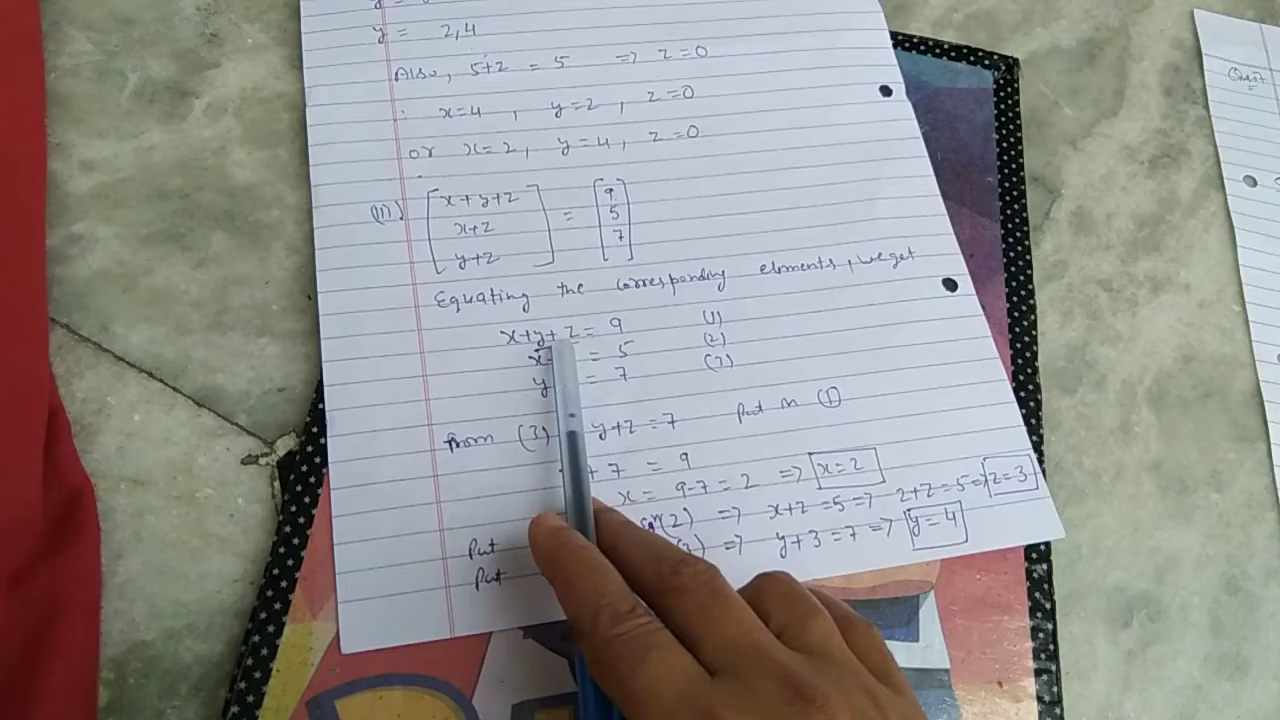 y =
y = 2,4
Also, 5+z = 5 => z=0
x=4, y=2, z=0
or x=2, y=4, z=0
(iii) [x+y+z x+z y+z] = [9 5 7]
Equating the corresponding elements, we get
x+y+z = 9 (1)
x = 5 (2)
y = 7 (3)
from (3) y+z=7 Put in (1)
+ 7 = 9
x = 9-7=2 => x=2
Put (2) => x+z=5 => 2+z=5 => z=3
Put => y+3=7 => y=4